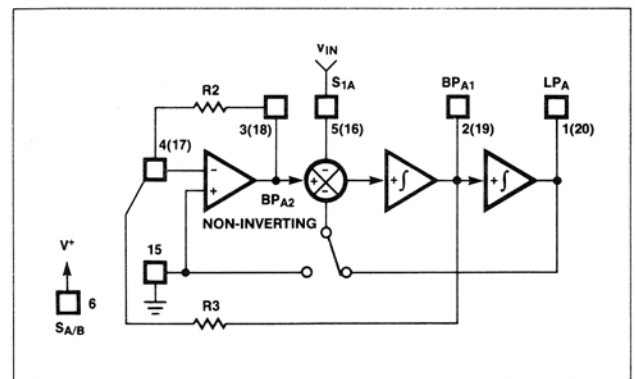 VIN
R2
S1A
BPA1
LPA
3(18)
5(16)
2(19)
1(20)
4(17)
−
+
+
−
−
+∫
+∫
BPA2
NON-INVERTING
15
V+
6
SA/B
R3